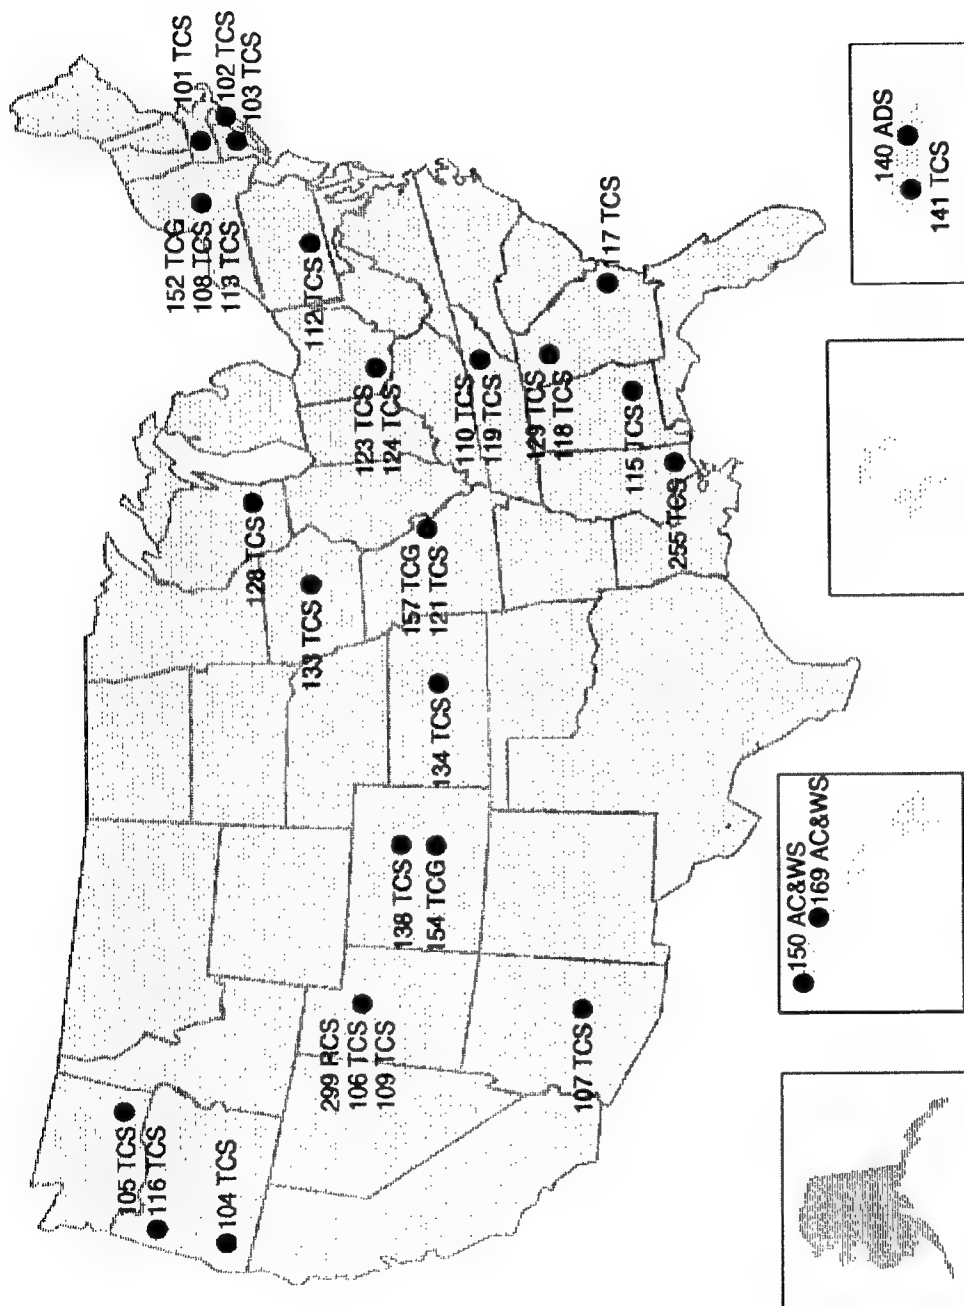 105 TCS
116 TCS
104 TCS
299 RCS
106 TCS
109 TCS
107 TCS
138 TCS
154 TCG
134 TCS
133 TCS
128 TCS
157 TCG
121 TCS
255 TCS
115 TCS
129 TCS
118 TCS
110 TCS
119 TCS
123 TCS
124 TCS
112 TCS
117 TCS
152 TCG
108 TCS
113 TCS
101 TCS
102 TCS
103 TCS
150 AC&WS
169 AC&WS
140 ADS
141 TCS